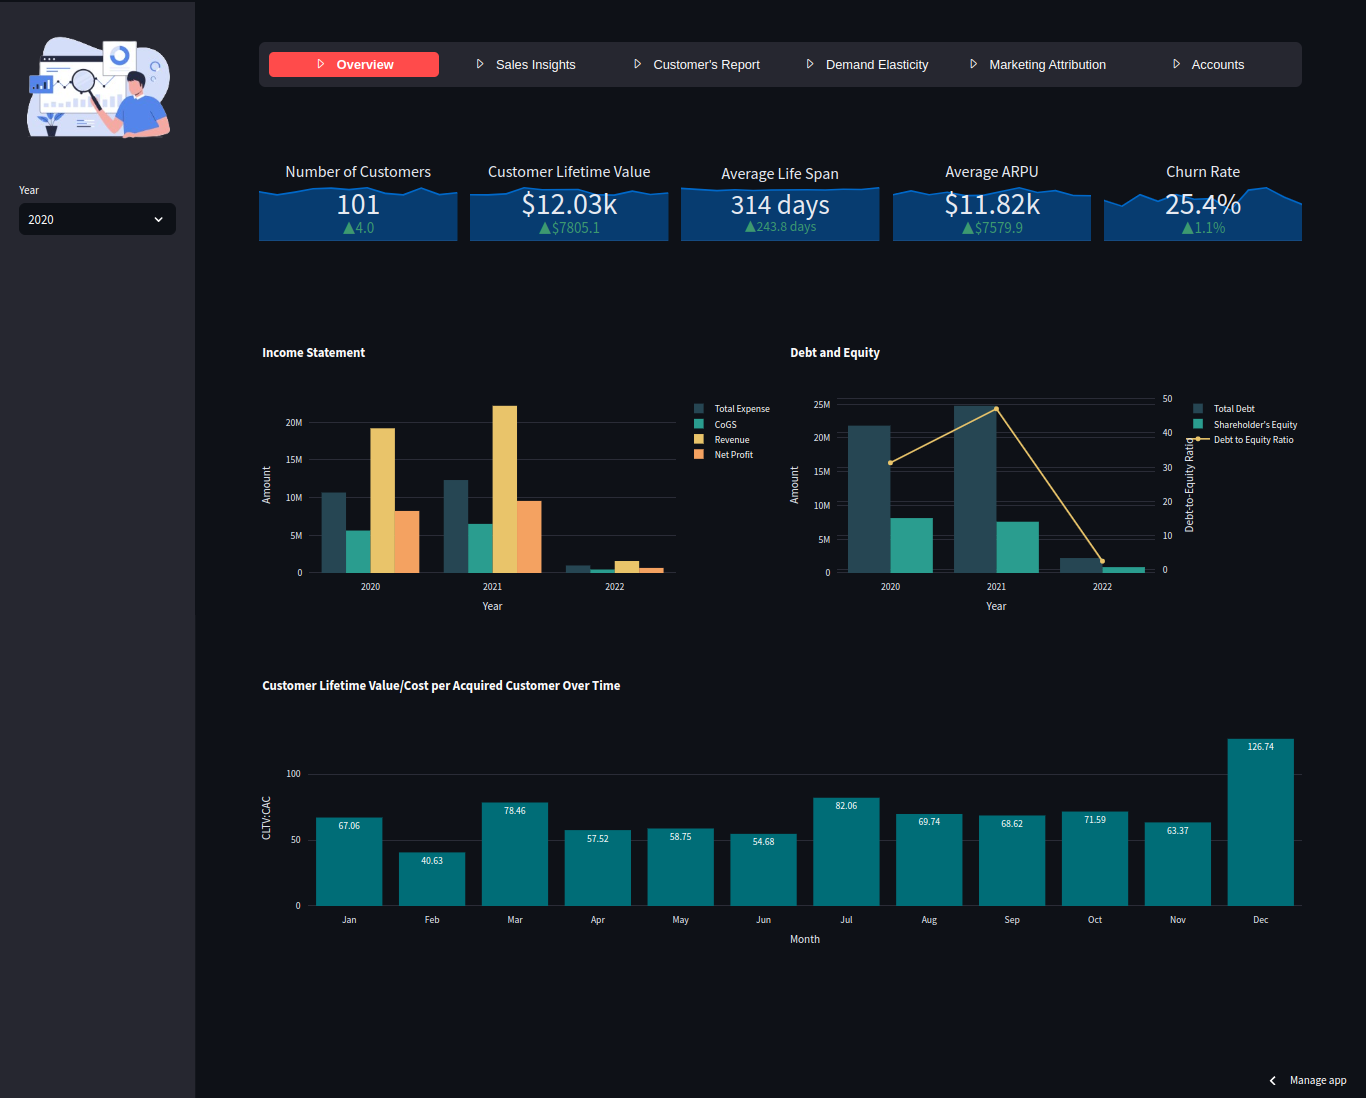 Overview
Sales Insights
Customer's Report
Demand Elasticity
Marketing Attribution
Accounts
Year
2020
Number of Customers
101
▲4.0
Customer Lifetime Value
$12.03k
▲$7805.1
Average Life Span
314 days
▲243.8 days
Average ARPU
$11.82k
▲$7579.9
Churn Rate
25.4%
▲1.1%
Income Statement
Amount
20M
15M
10M
5M
0
2020
2021
2022
Year
Total Expense
CoGS
Revenue
Net Profit
Debt and Equity
Amount
25M
20M
15M
10M
5M
0
2020
2021
2022
Year
50
40
30
20
10
0
Debt-to-Equity Ratio
Total Debt
Shareholder's Equity
Debt to Equity Ratio
Customer Lifetime Value/Cost per Acquired Customer Over Time
CLTV:CAC
100
50
0
67.06
40.63
78.46
57.52
58.75
54.68
82.06
69.74
68.62
71.59
63.37
126.74
Jan
Feb
Mar
Apr
May
Jun
Jul
Aug
Sep
Oct
Nov
Dec
Month
Manage app